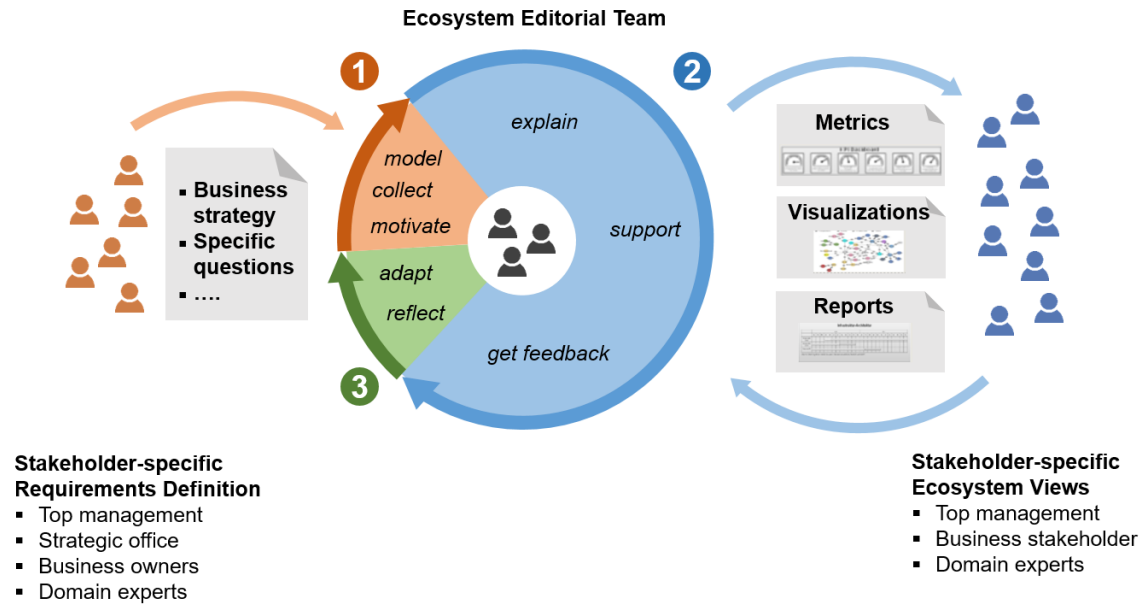 Ecosystem Editorial Team
1
2
explain
model
collect
motivate
support
adapt
reflect
get feedback
3
▪ Business
strategy
▪ Specific
questions
▪ ....
Metrics
Visualizations
Reports
Stakeholder-specific
Requirements Definition
▪ Top management
▪ Strategic office
▪ Business owners
▪ Domain experts
Stakeholder-specific
Ecosystem Views
▪ Top management
▪ Business stakeholder
▪ Domain experts